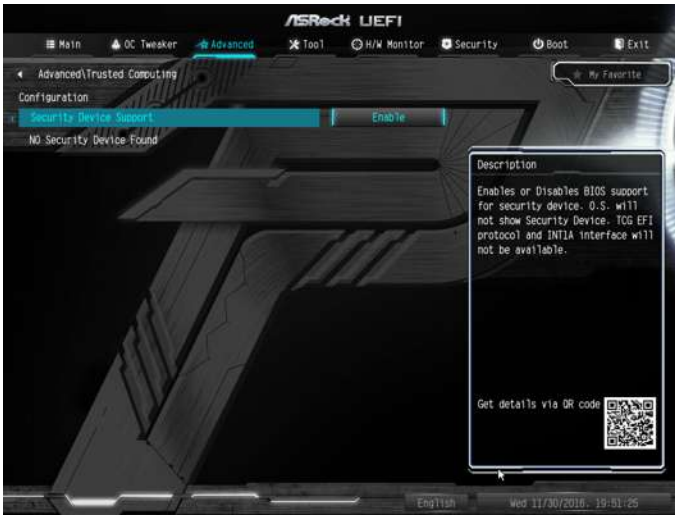 ASRock UEFI
Main OC Tweaker Advanced Tool H/W Monitor Security Boot Exit
Advanced\Trusted Computing
My Favorite
Configuration
Security Device Support Enable
NO Security Device Found
Description
Enables or Disables BIOS support
for security device. O.S. will
not show Security Device. TCG EFI
protocol and INT1A interface will
not be available.
Get details via QR code
English
Wed 11/30/2016. 19:51:25